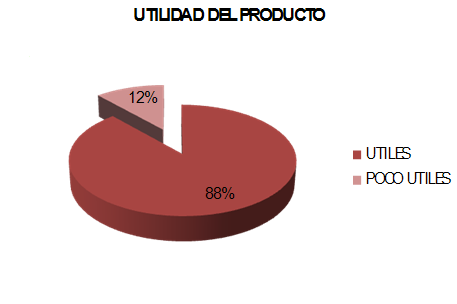 UTILIDAD DEL PRODUCTO
12%
UTILES
POCO UTILES
88%